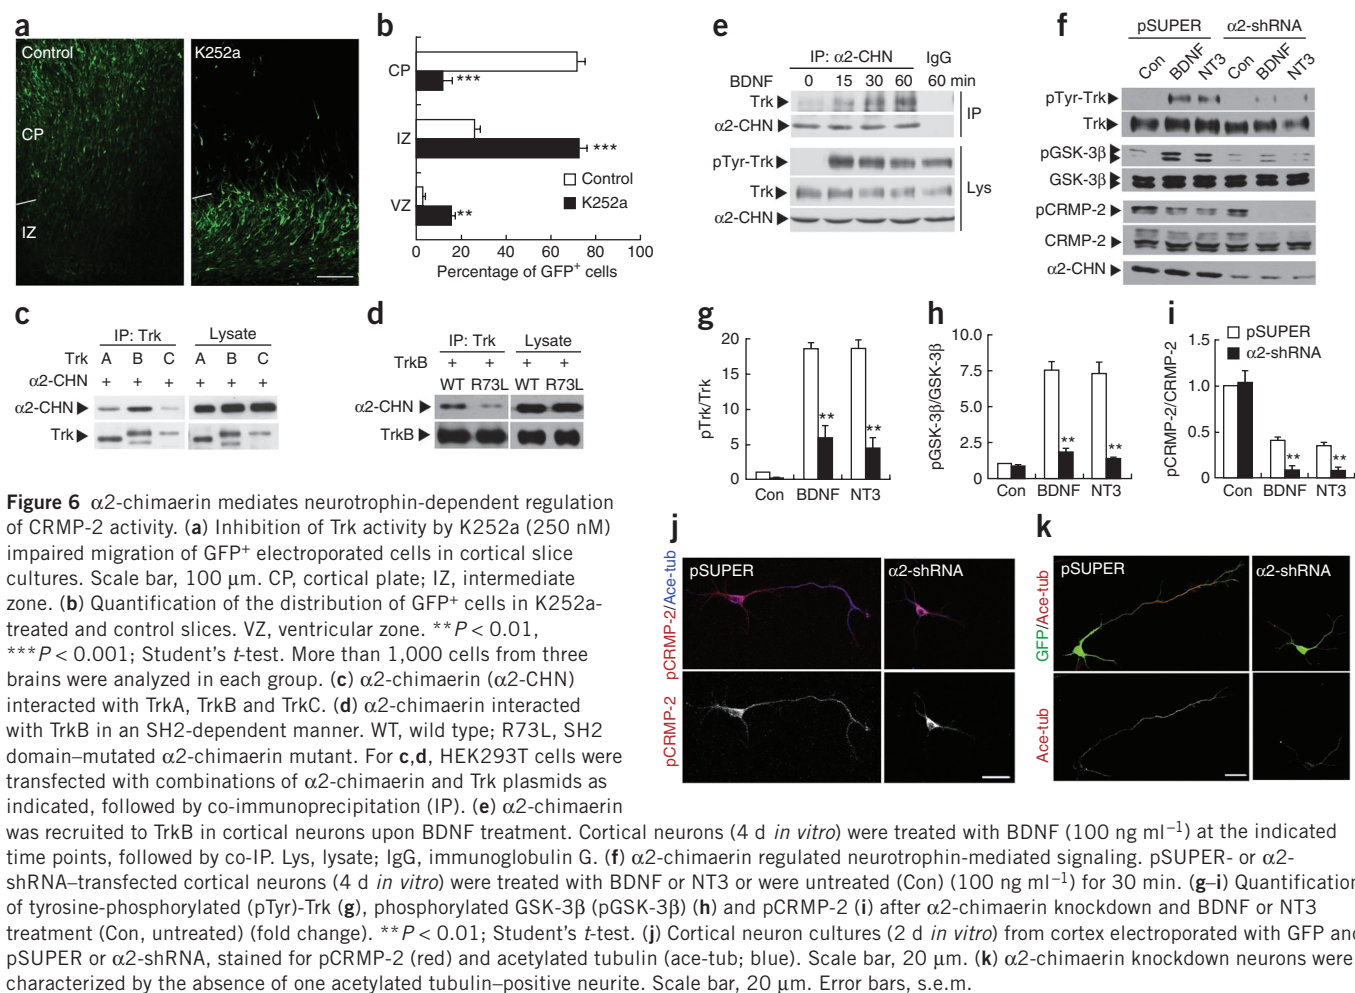 a
Control
CP
IZ
K252a
b
CP
IZ
VZ
***
***
**
Control
K252a
0 20 40 60 80 100
Percentage of GFP+ cells
c
IP: Trk Lysate
Trk A B C A B C
α2-CHN + + + + + +
α2-CHN
Trk
d
IP: Trk Lysate
TrkB + + + +
WT R73L WT R73L
α2-CHN
TrkB
e
IP: α2-CHN IgG
BDNF 0 15 30 60 60 min
Trk
α2-CHN
IP
pTyr-Trk
Trk
α2-CHN
Lys
f
pSUPER α2-shRNA
Con BDNF NT3 Con BDNF NT3
pTyr-Trk
Trk
pGSK-3β
GSK-3β
pCRMP-2
CRMP-2
α2-CHN
g
pTrk/Trk
20
15
10
5
0
** **
Con BDNF NT3
h
pGSK-3β/GSK-3β
10.0
7.5
5.0
2.5
0
** **
Con BDNF NT3
i
pCRMP-2/CRMP-2
1.5
1.0
0.5
0
pSUPER
α2-shRNA
** **
Con BDNF NT3
j
pSUPER α2-shRNA
pCRMP-2/Ace-tub
pCRMP-2
k
pSUPER α2-shRNA
GFP/Ace-tub
Ace-tub
Figure 6 α2-chimaerin mediates neurotrophin-dependent regulation
of CRMP-2 activity. (a) Inhibition of Trk activity by K252a (250 nM)
impaired migration of GFP+ electroporated cells in cortical slice
cultures. Scale bar, 100 μm. CP, cortical plate; IZ, intermediate
zone. (b) Quantification of the distribution of GFP+ cells in K252a-
treated and control slices. VZ, ventricular zone. **P < 0.01,
***P < 0.001; Student's t-test. More than 1,000 cells from three
brains were analyzed in each group. (c) α2-chimaerin (α2-CHN)
interacted with TrkA, TrkB and TrkC. (d) α2-chimaerin interacted
with TrkB in an SH2-dependent manner. WT, wild type; R73L, SH2
domain–mutated α2-chimaerin mutant. For c,d, HEK293T cells were
transfected with combinations of α2-chimaerin and Trk plasmids as
indicated, followed by co-immunoprecipitation (IP). (e) α2-chimaerin
was recruited to TrkB in cortical neurons upon BDNF treatment. Cortical neurons (4 d in vitro) were treated with BDNF (100 ng ml−1) at the indicated
time points, followed by co-IP. Lys, lysate; IgG, immunoglobulin G. (f) α2-chimaerin regulated neurotrophin-mediated signaling. pSUPER- or α2-
shRNA–transfected cortical neurons (4 d in vitro) were treated with BDNF or NT3 or were untreated (Con) (100 ng ml−1) for 30 min. (g–i) Quantification
of tyrosine-phosphorylated (pTyr)-Trk (g), phosphorylated GSK-3β (pGSK-3β) (h) and pCRMP-2 (i) after α2-chimaerin knockdown and BDNF or NT3
treatment (Con, untreated) (fold change). **P < 0.01; Student's t-test. (j) Cortical neuron cultures (2 d in vitro) from cortex electroporated with GFP and
pSUPER or α2-shRNA, stained for pCRMP-2 (red) and acetylated tubulin (ace-tub; blue). Scale bar, 20 μm. (k) α2-chimaerin knockdown neurons were
characterized by the absence of one acetylated tubulin–positive neurite. Scale bar, 20 μm. Error bars, s.e.m.